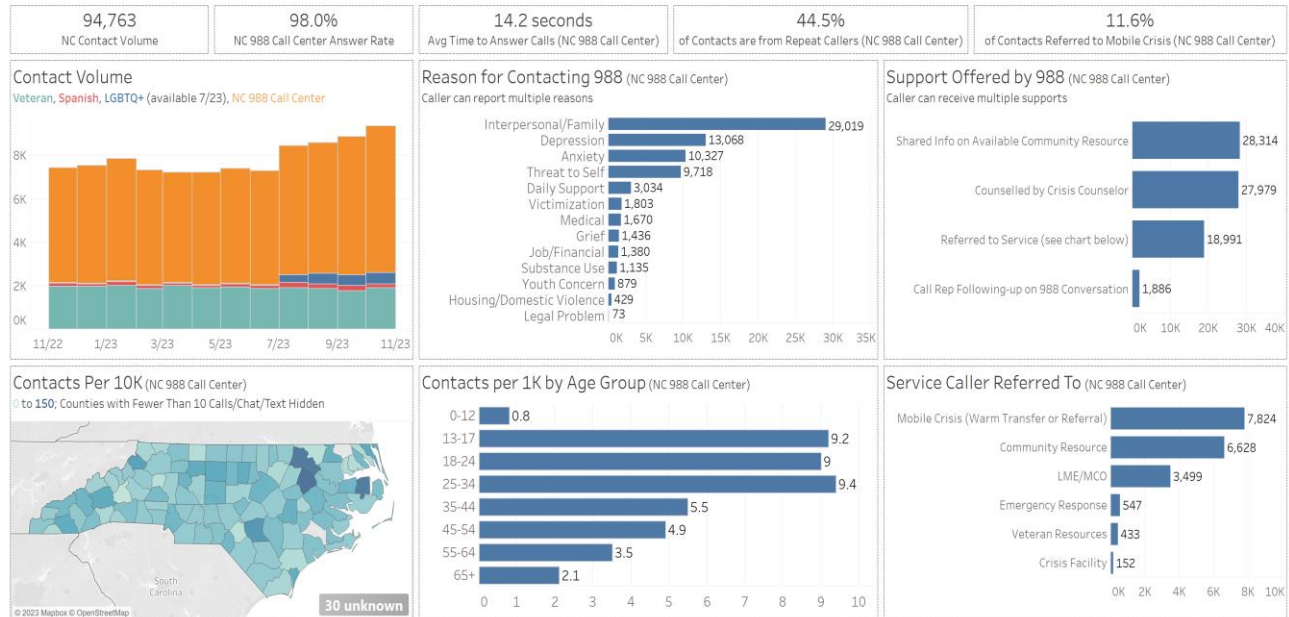 94,763
NC Contact Volume
98.0%
NC 988 Call Center Answer Rate
14.2 seconds
Avg Time to Answer Calls (NC 988 Call Center)
44.5%
of Contacts are from Repeat Callers (NC 988 Call Center)
11.6%
of Contacts Referred to Mobile Crisis (NC 988 Call Center)
Contact Volume
Veteran, Spanish, LGBTQ+ (available 7/23), NC 988 Call Center
8K
6K
4K
2K
0K
11/22 1/23 3/23 5/23 7/23 9/23 11/23
Reason for Contacting 988 (NC 988 Call Center)
Caller can report multiple reasons
Interpersonal/Family 29,019
Depression 13,068
Anxiety 10,327
Threat to Self 9,718
Daily Support 3,034
Victimization 1,803
Medical 1,670
Grief 1,436
Job/Financial 1,380
Substance Use 1,135
Youth Concern 879
Housing/Domestic Violence 429
Legal Problem 73
0K 5K 10K 15K 20K 25K 30K 35K
Support Offered by 988 (NC 988 Call Center)
Caller can receive multiple supports
Shared Info on Available Community Resource 28,314
Counselled by Crisis Counselor 27,979
Referred to Service (see chart below) 18,991
Call Rep Following-up on 988 Conversation 1,886
0K 10K 20K 30K 40K
Contacts Per 10K (NC 988 Call Center)
0 to 150; Counties with Fewer Than 10 Calls/Chat/Text Hidden
South
Carolina
30 unknown
© 2023 Mapbox © OpenStreetMap
Contacts per 1K by Age Group (NC 988 Call Center)
0-12 0.8
13-17 9.2
18-24 9
25-34 9.4
35-44 5.5
45-54 4.9
55-64 3.5
65+ 2.1
0 1 2 3 4 5 6 7 8 9 10
Service Caller Referred To (NC 988 Call Center)
Mobile Crisis (Warm Transfer or Referral) 7,824
Community Resource 6,628
LME/MCO 3,499
Emergency Response 547
Veteran Resources 433
Crisis Facility 152
0K 2K 4K 6K 8K 10K